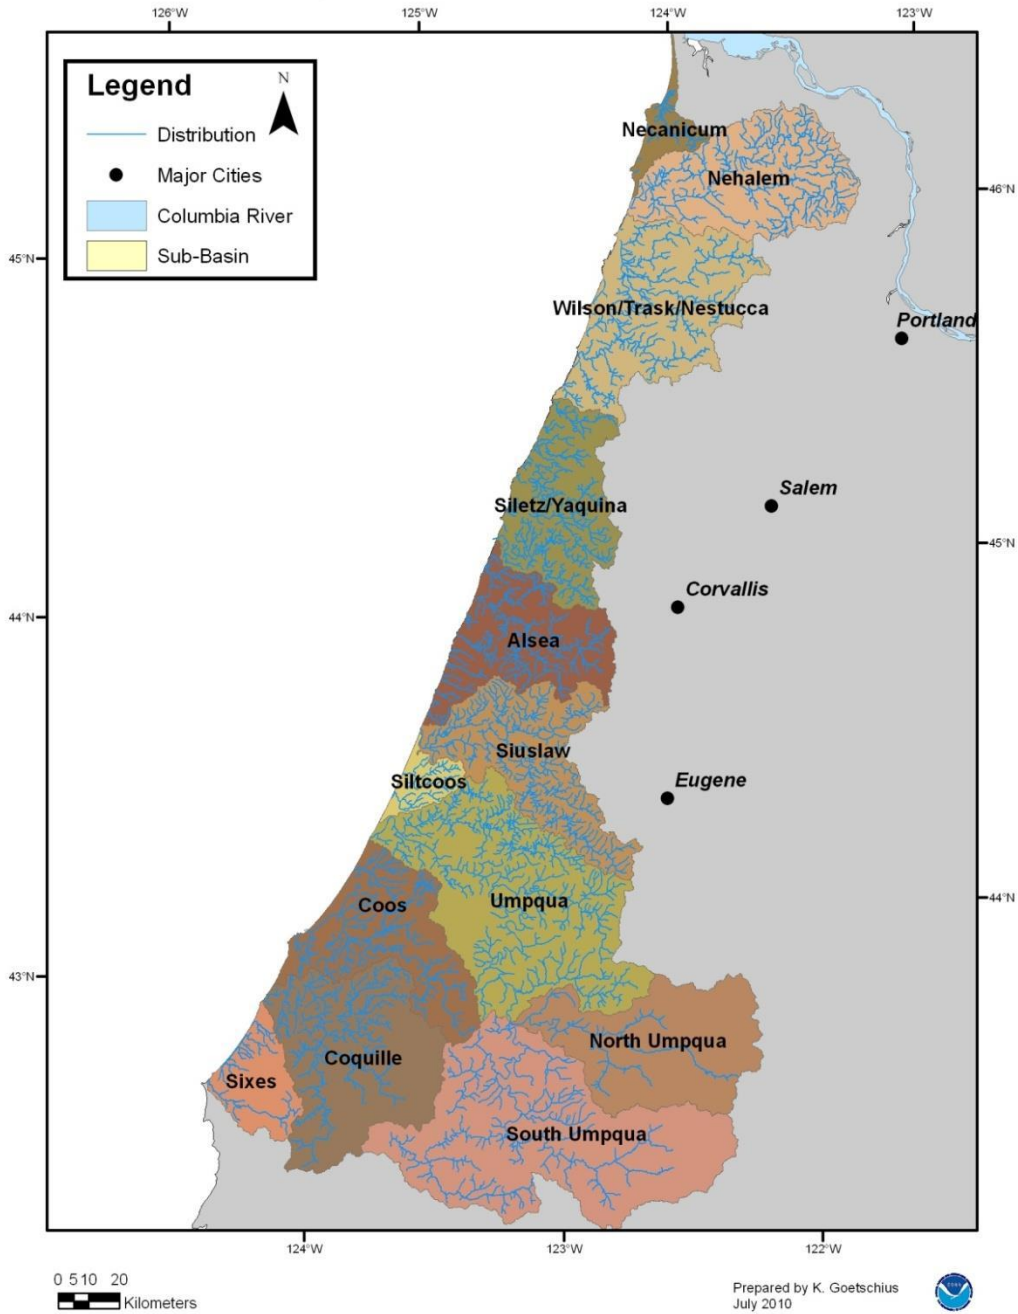 126°W 125°W 124°W 123°W
Legend
N
Distribution
Major Cities
Columbia River
Sub-Basin
Necanicum
Nehalem
46°N
45°N
Wilson/Trask/Nestucca
Portland
Salem
Siletz/Yaquina
45°N
Corvallis
44°N
Alsea
Siuslaw
Siltcoos
Eugene
Umpqua
44°N
Coos
43°N
North Umpqua
Coquille
Sixes
South Umpqua
124°W 123°W 122°W
0 5 10 20
Kilometers
Prepared by K. Goetschius
July 2010